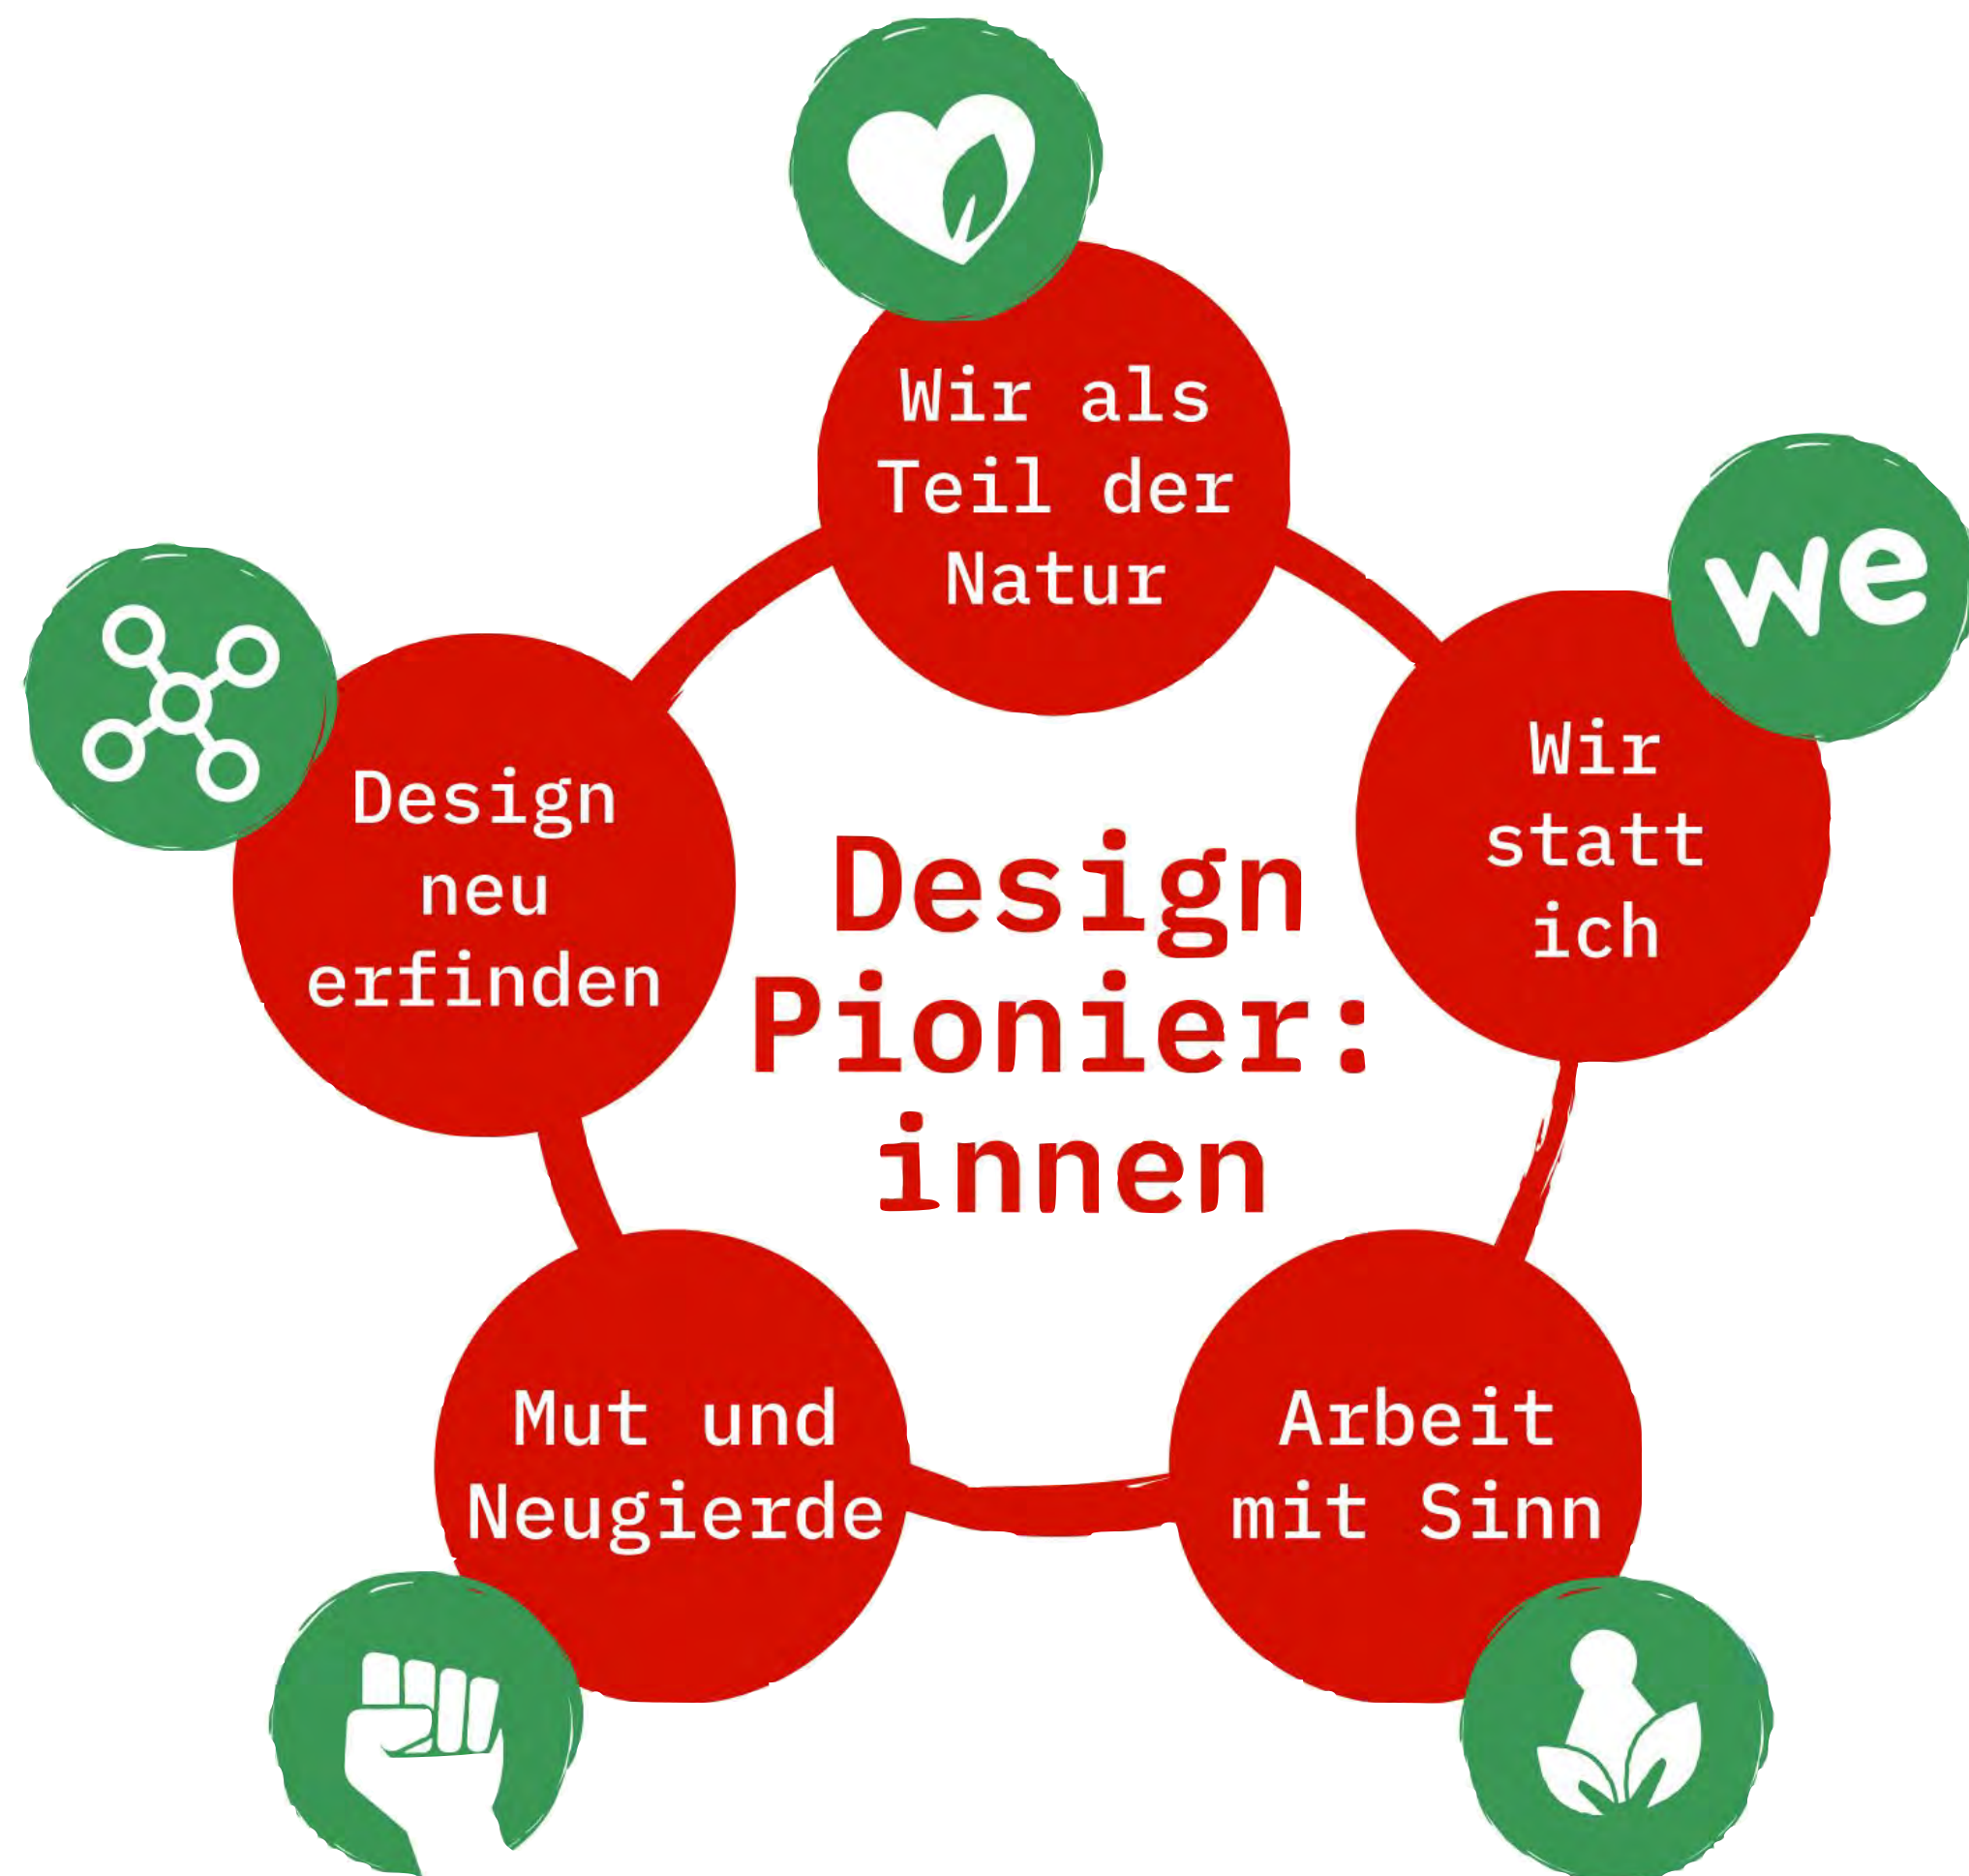 we
Wir als
Teil der
Natur
Wir
statt
ich
Design
neu
erfinden
Design
Pionier:
innen
Mut und
Neugierde
Arbeit
mit Sinn